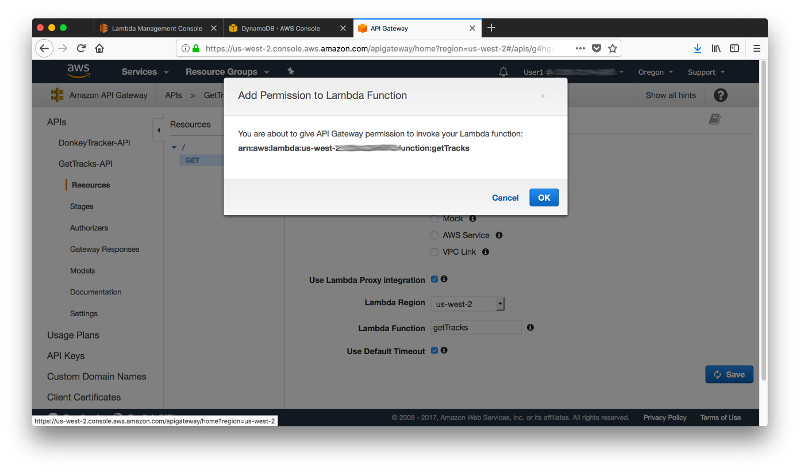 Lambda Management Console
DynamoDB - AWS Console
API Gateway
https://us-west-2.console.aws.amazon.com/apigateway/home?region=us-west-2#/apis/g4hg
aws
Services
Resource Groups
User1
Oregon
Support
Amazon API Gateway
APIs > GetTr
Show all hints
Add Permission to Lambda Function
You are about to give API Gateway permission to invoke your Lambda function:
arn:aws:lambda:us-west-2 unction:getTracks
Cancel
OK
APIs
DonkeyTracker-API
GetTracks-API
Resources
Stages
Authorizers
Gateway Responses
Models
Documentation
Settings
Usage Plans
API Keys
Custom Domain Names
Client Certificates
Resources
/
GET
Mock
AWS Service
VPC Link
Use Lambda Proxy integration
Lambda Region us-west-2
Lambda Function getTracks
Use Default Timeout
Save
© 2008 - 2017, Amazon Web Services, Inc. or its affiliates. All rights reserved.
Privacy Policy
Terms of Use
https://us-west-2.console.aws.amazon.com/apigateway/home?region=us-west-2